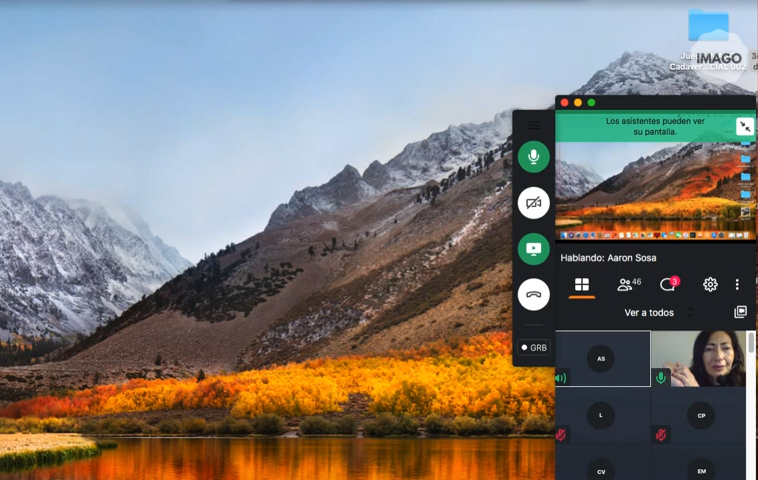 IMAGO
Los asistentes pueden ver
su pantalla.
Hablando: Aaron Sosa
46
3
Ver a todos
GRB
AS
L
CP
CV
EM